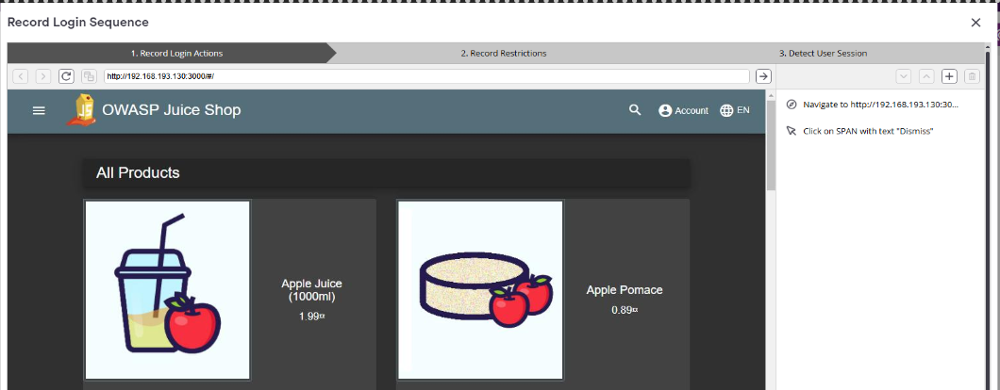 Record Login Sequence
1. Record Login Actions
2. Record Restrictions
3. Detect User Session
http://192.168.193.130:3000/#/
JS
OWASP Juice Shop
Account
EN
Navigate to http://192.168.193.130:30...
Click on SPAN with text "Dismiss"
All Products
Apple Juice
(1000ml)
1.99¤
Apple Pomace
0.89¤